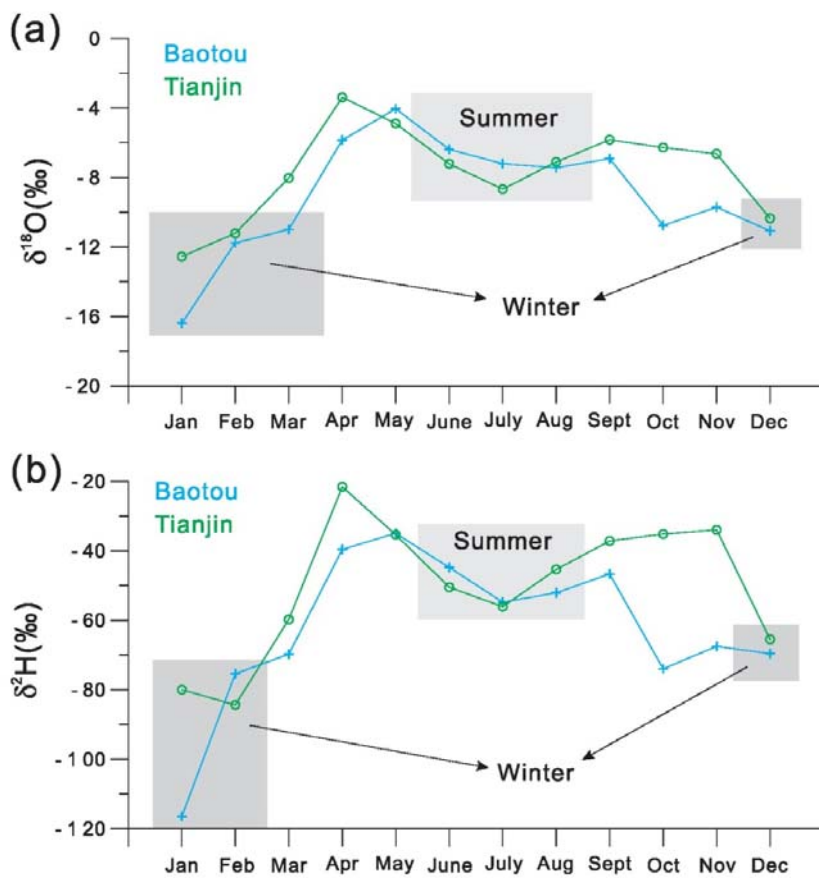 (a)
Baotou
Tianjin
Summer
Winter
δ¹⁸O(‰)
0
-4
-8
-12
-16
-20
Jan Feb Mar Apr May June July Aug Sept Oct Nov Dec
(b)
Baotou
Tianjin
Summer
Winter
δ²H(‰)
-20
-40
-60
-80
-100
-120
Jan Feb Mar Apr May June July Aug Sept Oct Nov Dec